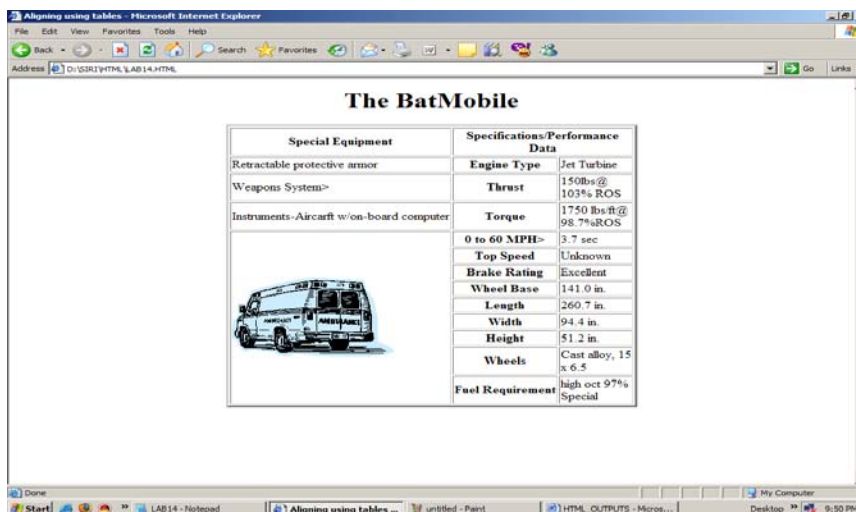 Aligning using tables - Microsoft Internet Explorer
File Edit View Favorites Tools Help
Back Search Favorites
Address D:\SIRI\HTML\LAB14.HTML Go Links
The BatMobile
Special Equipment
Specifications/Performance
Data
Retractable protective armor
Engine Type
Jet Turbine
Weapons System>
Thrust
150lbs@
103% ROS
Instruments-Aircarft w/on-board computer
Torque
1750 lbs/ft@
98.7%ROS
AMBULANCE
0 to 60 MPH>
3.7 sec
Top Speed
Unknown
Brake Rating
Excellent
Wheel Base
141.0 in.
Length
260.7 in.
Width
94.4 in.
Height
51.2 in.
Wheels
Cast alloy, 15
x 6.5
Fuel Requirement
high oct 97%
Special
Done My Computer
Start LAB14 - Notepad Aligning using tables ... untitled - Paint HTML OUTPUTS - Micros... Desktop 9:50 PM